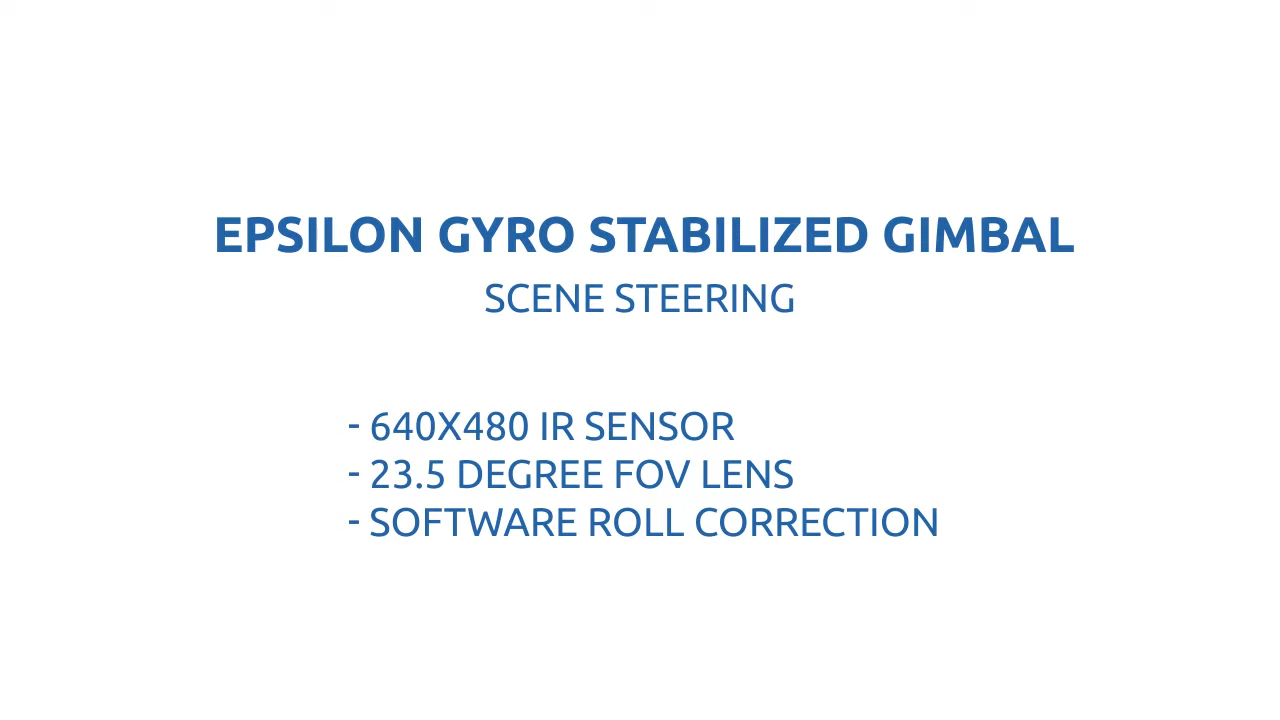 EPSILON GYRO STABILIZED GIMBAL
SCENE STEERING
- 640X480 IR SENSOR
- 23.5 DEGREE FOV LENS
- SOFTWARE ROLL CORRECTION